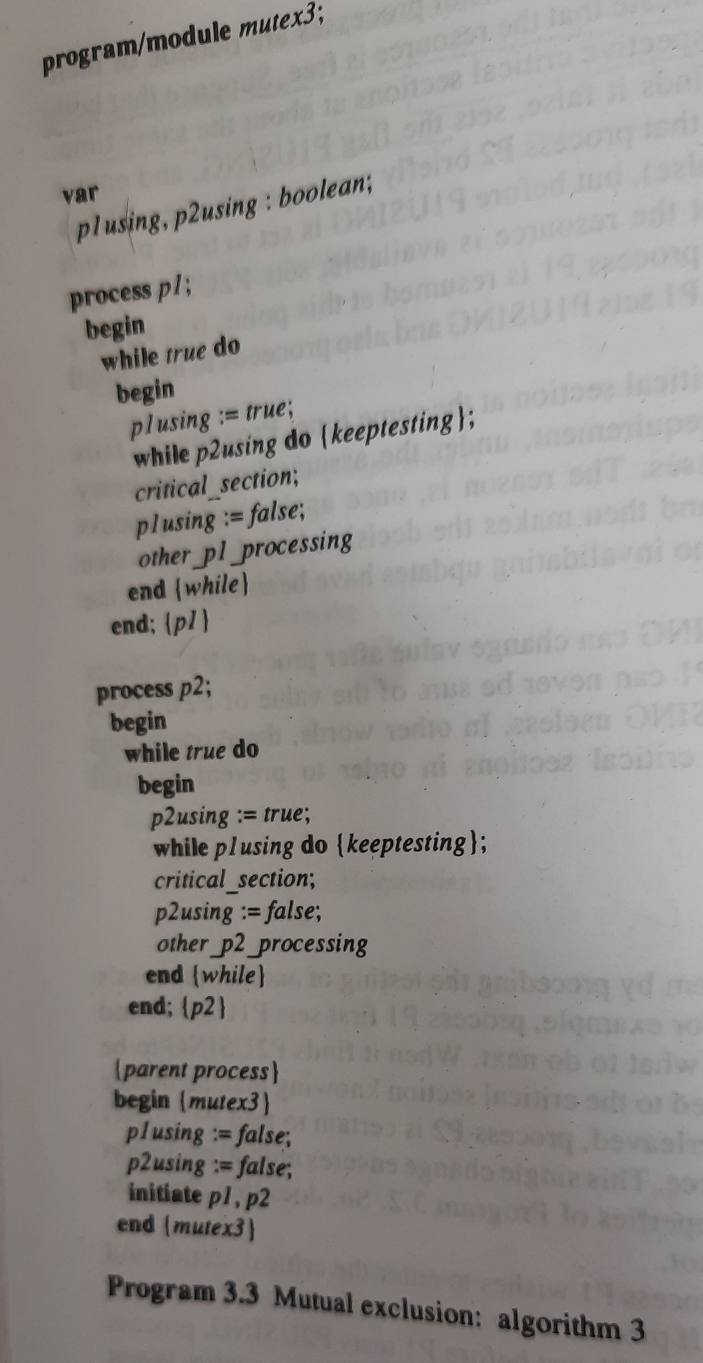 program/module mutex3;
var
p1using, p2using : boolean;
process p1;
begin
while true do
begin
p1using := true;
while p2using do {keeptesting};
critical_section;
p1using := false;
other_p1_processing
end {while}
end; {p1}
process p2;
begin
while true do
begin
p2using := true;
while p1using do {keeptesting};
critical_section;
p2using := false;
other_p2_processing
end {while}
end; {p2}
{parent process}
begin {mutex3}
p1using := false;
p2using := false;
initiate p1, p2
end {mutex3}
Program 3.3 Mutual exclusion: algorithm 3